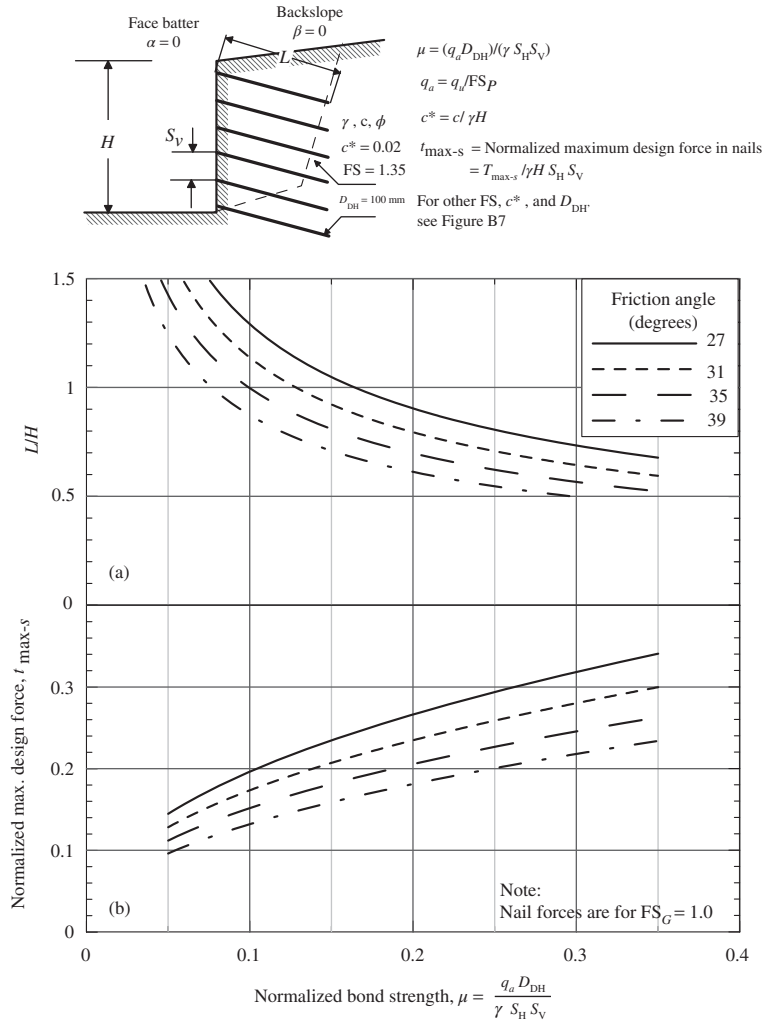 Face batter
α = 0
Backslope
β = 0
L
H
S_v
γ , c, ϕ
c* = 0.02
FS = 1.35
D_DH = 100 mm
μ = (q_a D_DH)/(γ S_H S_V)
q_a = q_u/FS_P
c* = c/ γH
t_max-s = Normalized maximum design force in nails
= T_max-s /γH S_H S_V
For other FS, c* , and D_DH,
see Figure B7
1.5
1
0.5
0
L/H
(a)
Friction angle
(degrees)
27
31
35
39
0.3
0.2
0.1
0
Normalized max. design force, t max-s
(b)
Note:
Nail forces are for FS_G = 1.0
0 0.1 0.2 0.3 0.4
Normalized bond strength, μ = q_a D_DH / γ S_H S_V